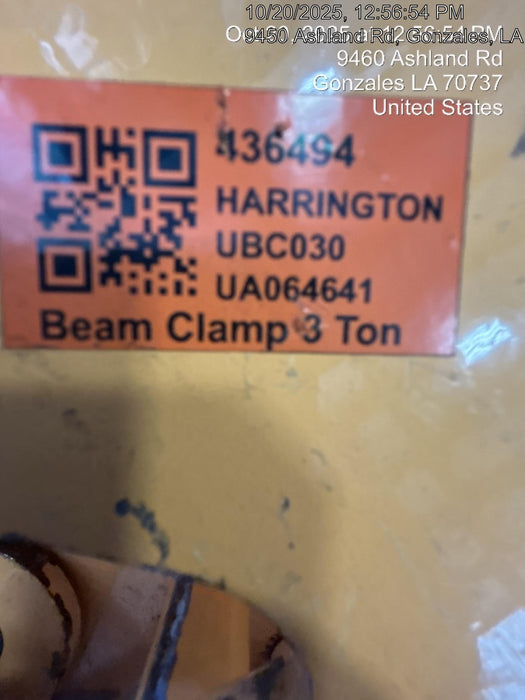 10/20/2025, 12:56:54 PM
9460 Ashland Rd, Gonzales, LA
9460 Ashland Rd
Gonzales LA 70737
United States
436494
HARRINGTON
UBC030
UA064641
Beam Clamp 3 Ton